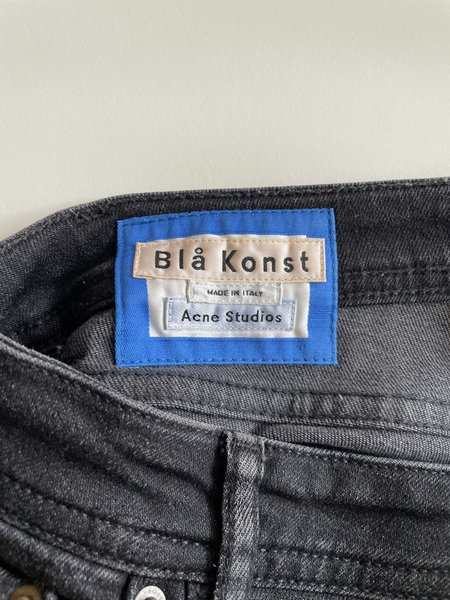 Blå Konst
MADE IN ITALY
Acne Studios